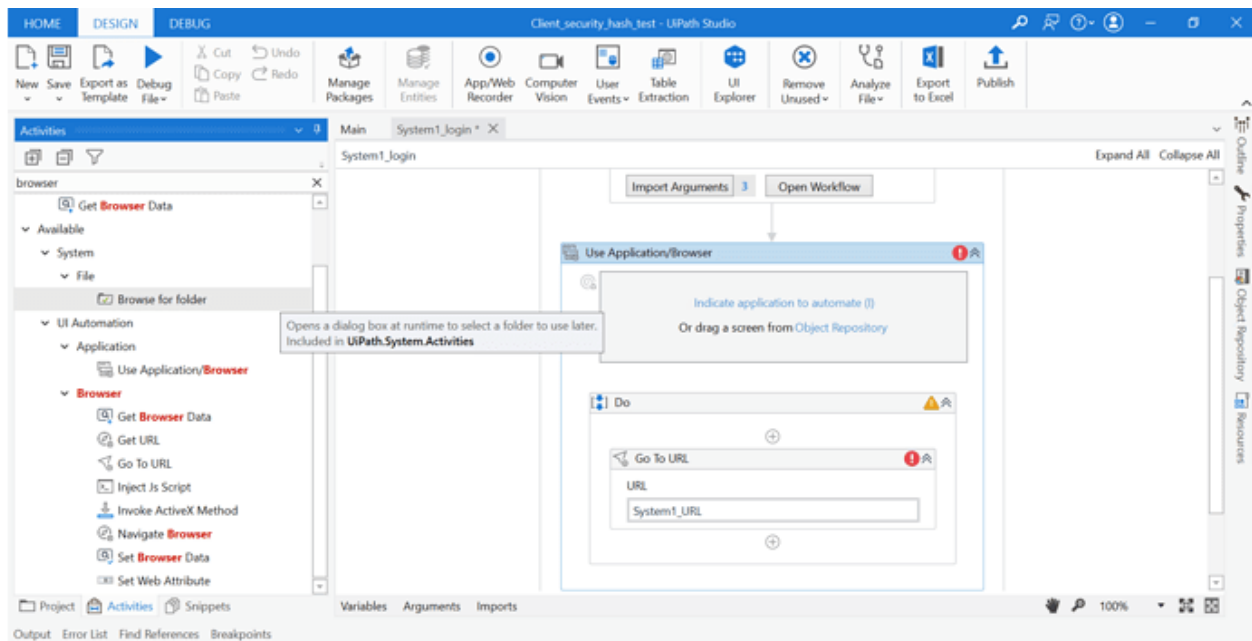 HOME DESIGN DEBUG Client_security_hash_test - UiPath Studio
New Save Export as Template Debug File Cut Copy Paste Undo Redo Manage Packages Manage Entities App/Web Recorder Computer Vision User Events Table Extraction UI Explorer Remove Unused Analyze File Export to Excel Publish
Activities
browser
Get Browser Data
Available
System
File
Browse for folder
UI Automation
Application
Use Application/Browser
Browser
Get Browser Data
Get URL
Go To URL
Inject Js Script
Invoke ActiveX Method
Navigate Browser
Set Browser Data
Set Web Attribute
Opens a dialog box at runtime to select a folder to use later.
Included in UiPath.System.Activities
Main System1_login *
System1_login Expand All Collapse All
Import Arguments 3 Open Workflow
Use Application/Browser
Indicate application to automate (I)
Or drag a screen from Object Repository
Do
Go To URL
URL
System1_URL
Outline
Properties
Object Repository
Resources
Project Activities Snippets
Variables Arguments Imports 100%
Output Error List Find References Breakpoints